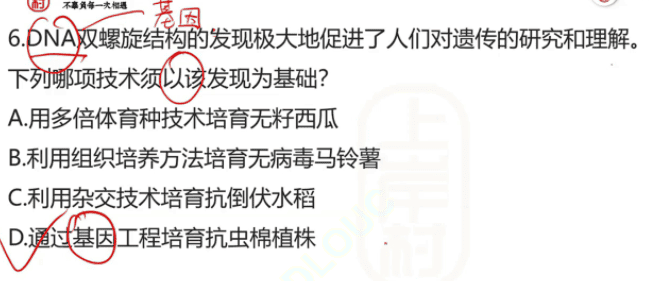 不辜负每一次相遇
基因
6.DNA双螺旋结构的发现极大地促进了人们对遗传的研究和理解。
下列哪项技术须以该发现为基础?
A.用多倍体育种技术培育无籽西瓜
B.利用组织培养方法培育无病毒马铃薯
C.利用杂交技术培育抗倒伏水稻
D.通过基因工程培育抗虫棉植株
上岸村